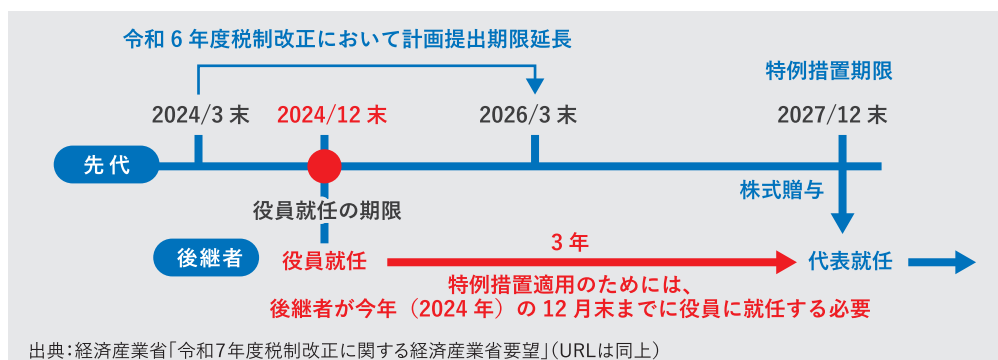 令和6年度税制改正において計画提出期限延長
特例措置期限
2024/3 末
2024/12 末
2026/3 末
2027/12 末
先代
株式贈与
役員就任の期限
後継者
役員就任
3 年
代表就任
特例措置適用のためには、
後継者が今年（2024 年）の 12 月末までに役員に就任する必要
出典：経済産業省「令和7年度税制改正に関する経済産業省要望」（URLは同上）